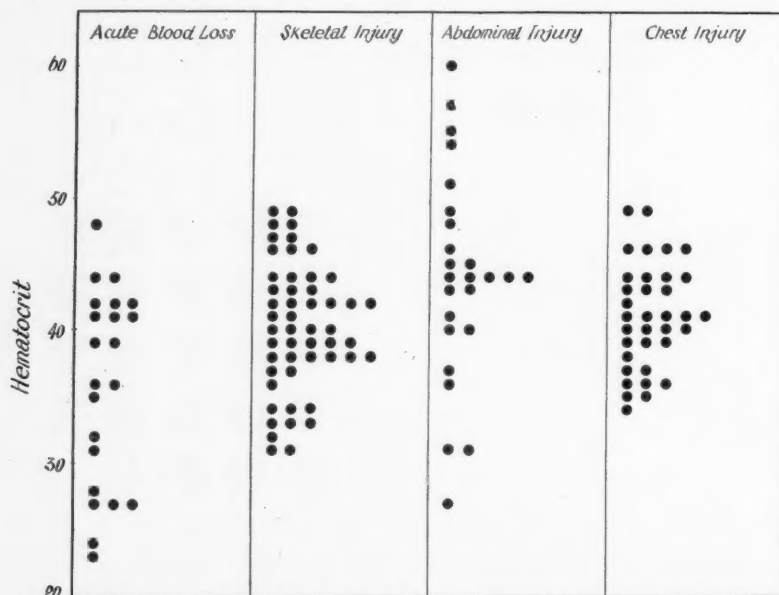 Acute Blood Loss
Skeletal Injury
Abdominal Injury
Chest Injury
60
50
40
30
20
Hematocrit